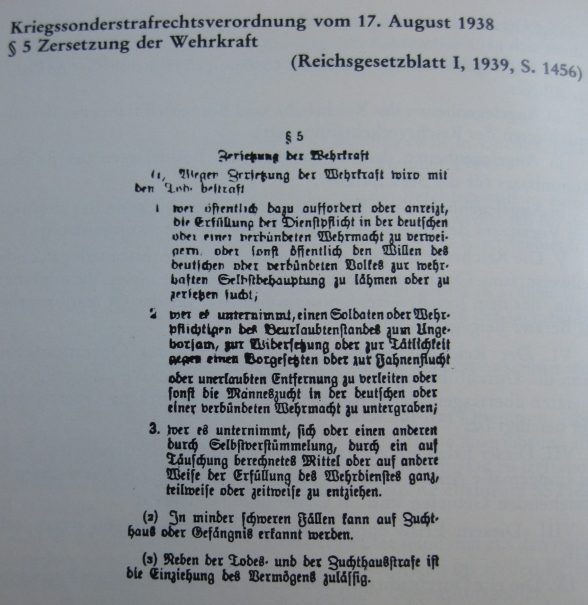 Kriegssonderstrafrechtsverordnung vom 17. August 1938
§ 5 Zersetzung der Wehrkraft
(Reichsgesetzblatt I, 1939, S. 1456)
§ 5
Zersetzung der Wehrkraft
(1) Wegen Zersetzung der Wehrkraft wird mit
dem Tode bestraft
1 wer öffentlich dazu auffordert oder anreizt,
die Erfüllung der Dienstpflicht in der deutschen
oder einer verbündeten Wehrmacht zu verwei-
gern oder sonst öffentlich den Willen des
deutschen oder verbündeten Volkes zur wehr-
haften Selbstbehauptung zu lähmen oder zu
zersetzen sucht;
2 wer es unternimmt, einen Soldaten oder Wehr-
pflichtigen des Beurlaubtenstandes zum Unge-
horsam, zur Widersetzung oder zur Tätlichkeit
gegen einen Vorgesetzten oder zur Fahnenflucht
oder unerlaubten Entfernung zu verleiten oder
sonst die Manneszucht in der deutschen oder
einer verbündeten Wehrmacht zu untergraben;
3. wer es unternimmt, sich oder einen anderen
durch Selbstverstümmelung, durch ein auf
Täuschung berechnetes Mittel oder auf andere
Weise der Erfüllung des Wehrdienstes ganz,
teilweise oder zeitweise zu entziehen.
(2) In minder schweren Fällen kann auf Zucht-
haus oder Gefängnis erkannt werden.
(3) Neben der Todes- und der Zuchthausstrafe ist
die Einziehung des Vermögens zulässig.